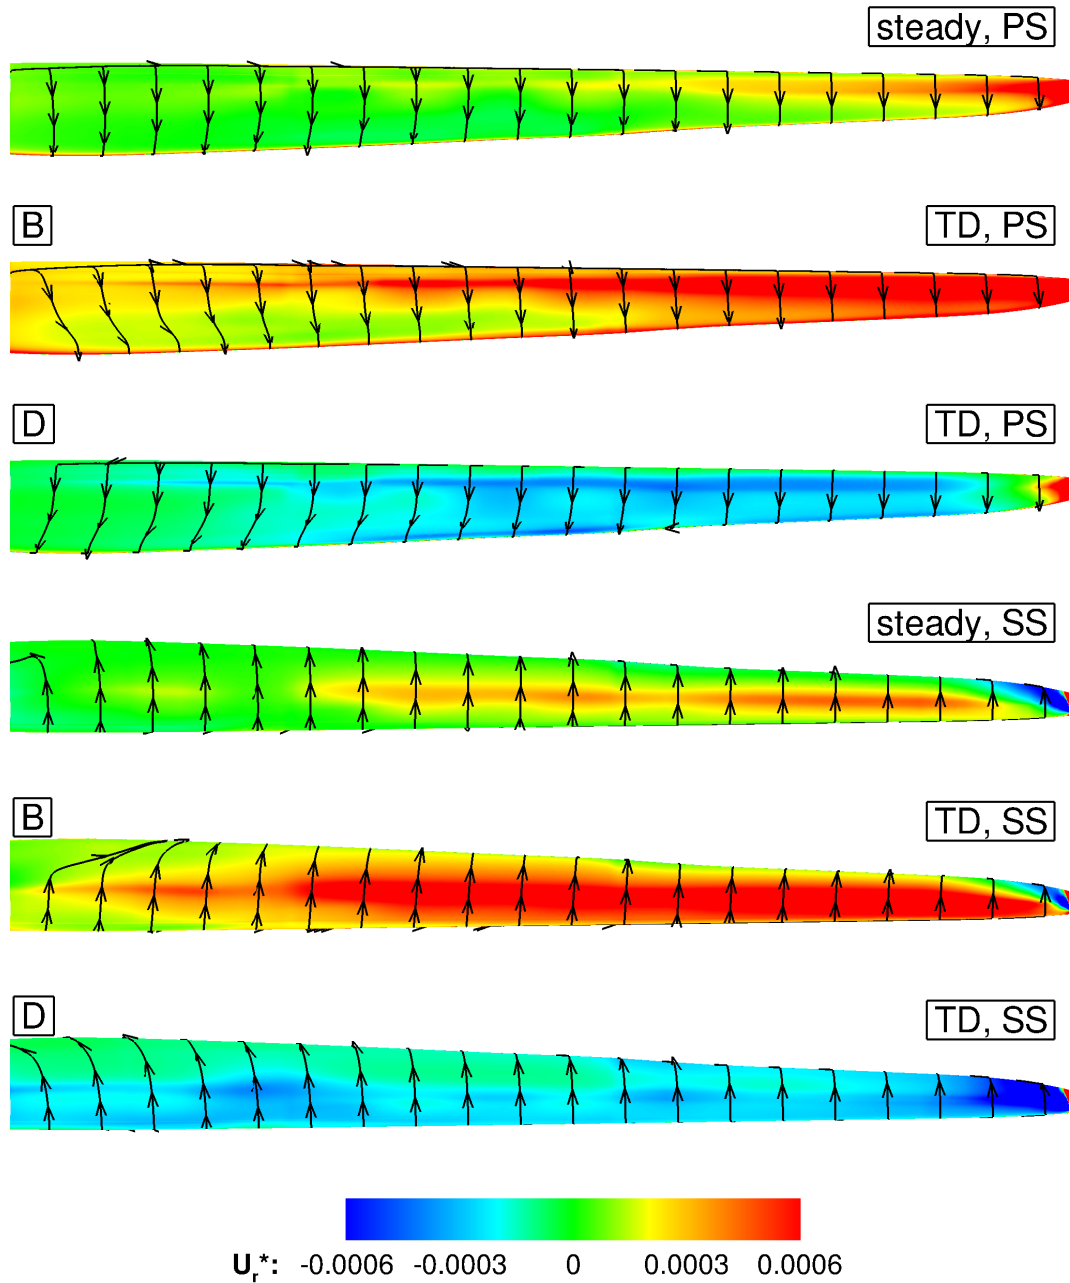 steady, PS
B
TD, PS
D
TD, PS
steady, SS
B
TD, SS
D
TD, SS
Ur*: -0.0006 -0.0003 0 0.0003 0.0006